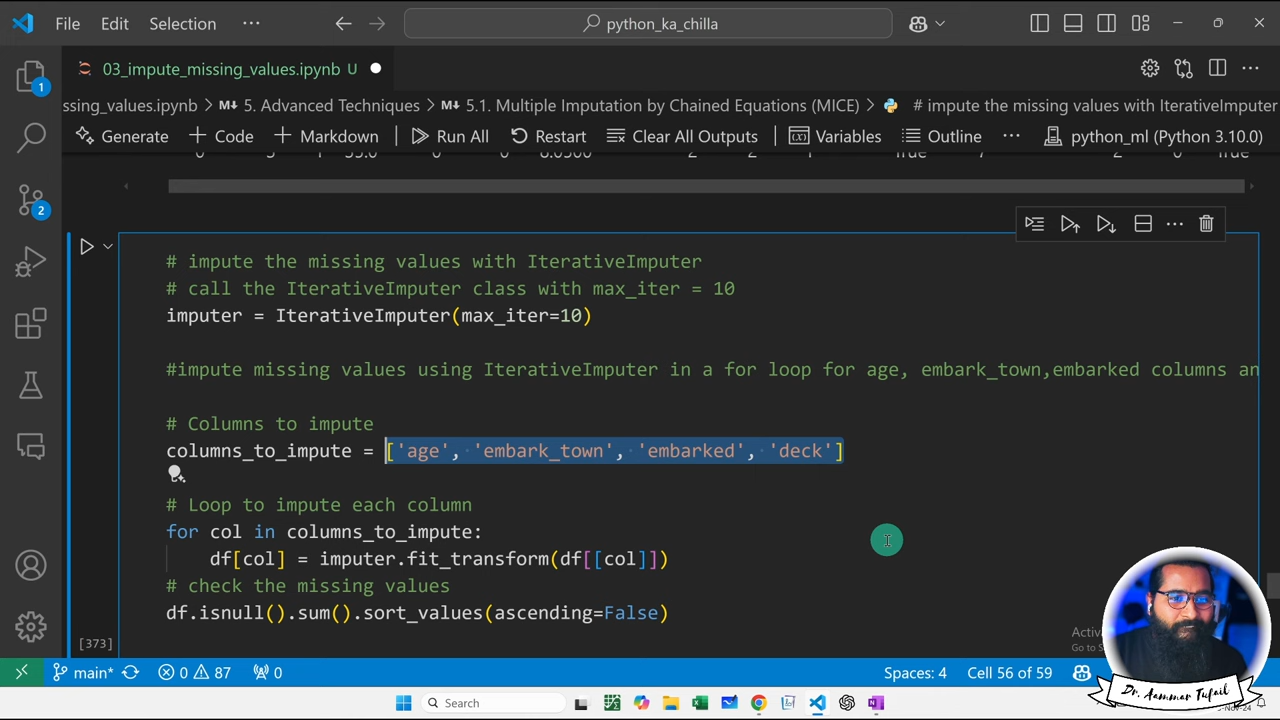 File Edit Selection ··· python_ka_chilla
03_impute_missing_values.ipynb U
ssing_values.ipynb > M↓ 5. Advanced Techniques > M↓ 5.1. Multiple Imputation by Chained Equations (MICE) > # impute the missing values with IterativeImputer
Generate + Code + Markdown Run All Restart Clear All Outputs Variables Outline ··· python_ml (Python 3.10.0)
# impute the missing values with IterativeImputer
# call the IterativeImputer class with max_iter = 10
imputer = IterativeImputer(max_iter=10)
#impute missing values using IterativeImputer in a for loop for age, embark_town,embarked columns an
# Columns to impute
columns_to_impute = ['age', 'embark_town', 'embarked', 'deck']
# Loop to impute each column
for col in columns_to_impute:
df[col] = imputer.fit_transform(df[[col]])
# check the missing values
df.isnull().sum().sort_values(ascending=False)
[373]
1
2
main* 0 87 0 Spaces: 4 Cell 56 of 59
Search
Dr. Aammar Tufail